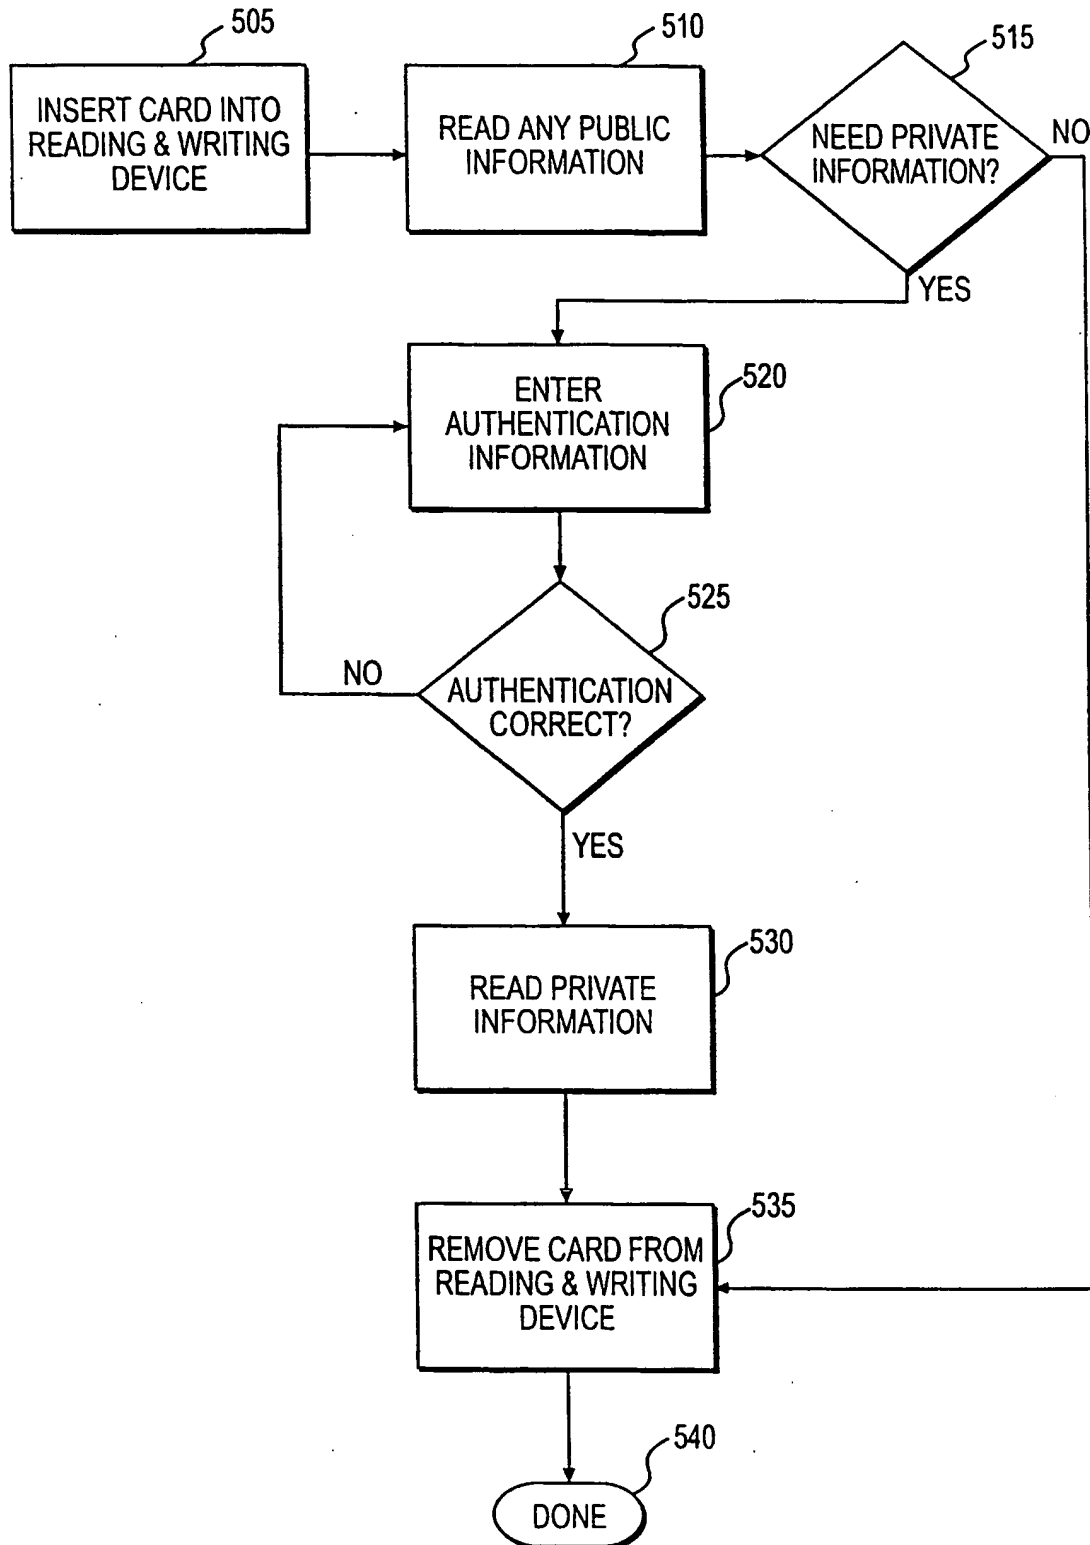 505
INSERT CARD INTO
READING & WRITING
DEVICE
510
READ ANY PUBLIC
INFORMATION
515
NEED PRIVATE
INFORMATION?
NO
YES
520
ENTER
AUTHENTICATION
INFORMATION
525
AUTHENTICATION
CORRECT?
NO
YES
530
READ PRIVATE
INFORMATION
535
REMOVE CARD FROM
READING & WRITING
DEVICE
540
DONE